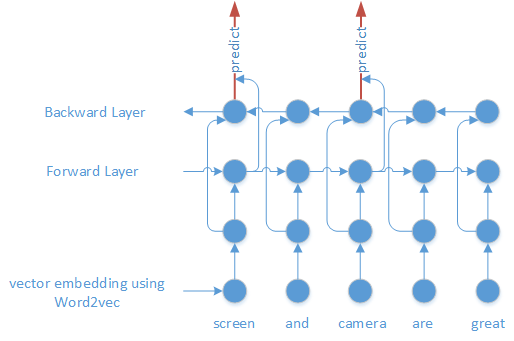 predict
predict
Backward Layer
Forward Layer
vector embedding using
Word2vec
screen and camera are great